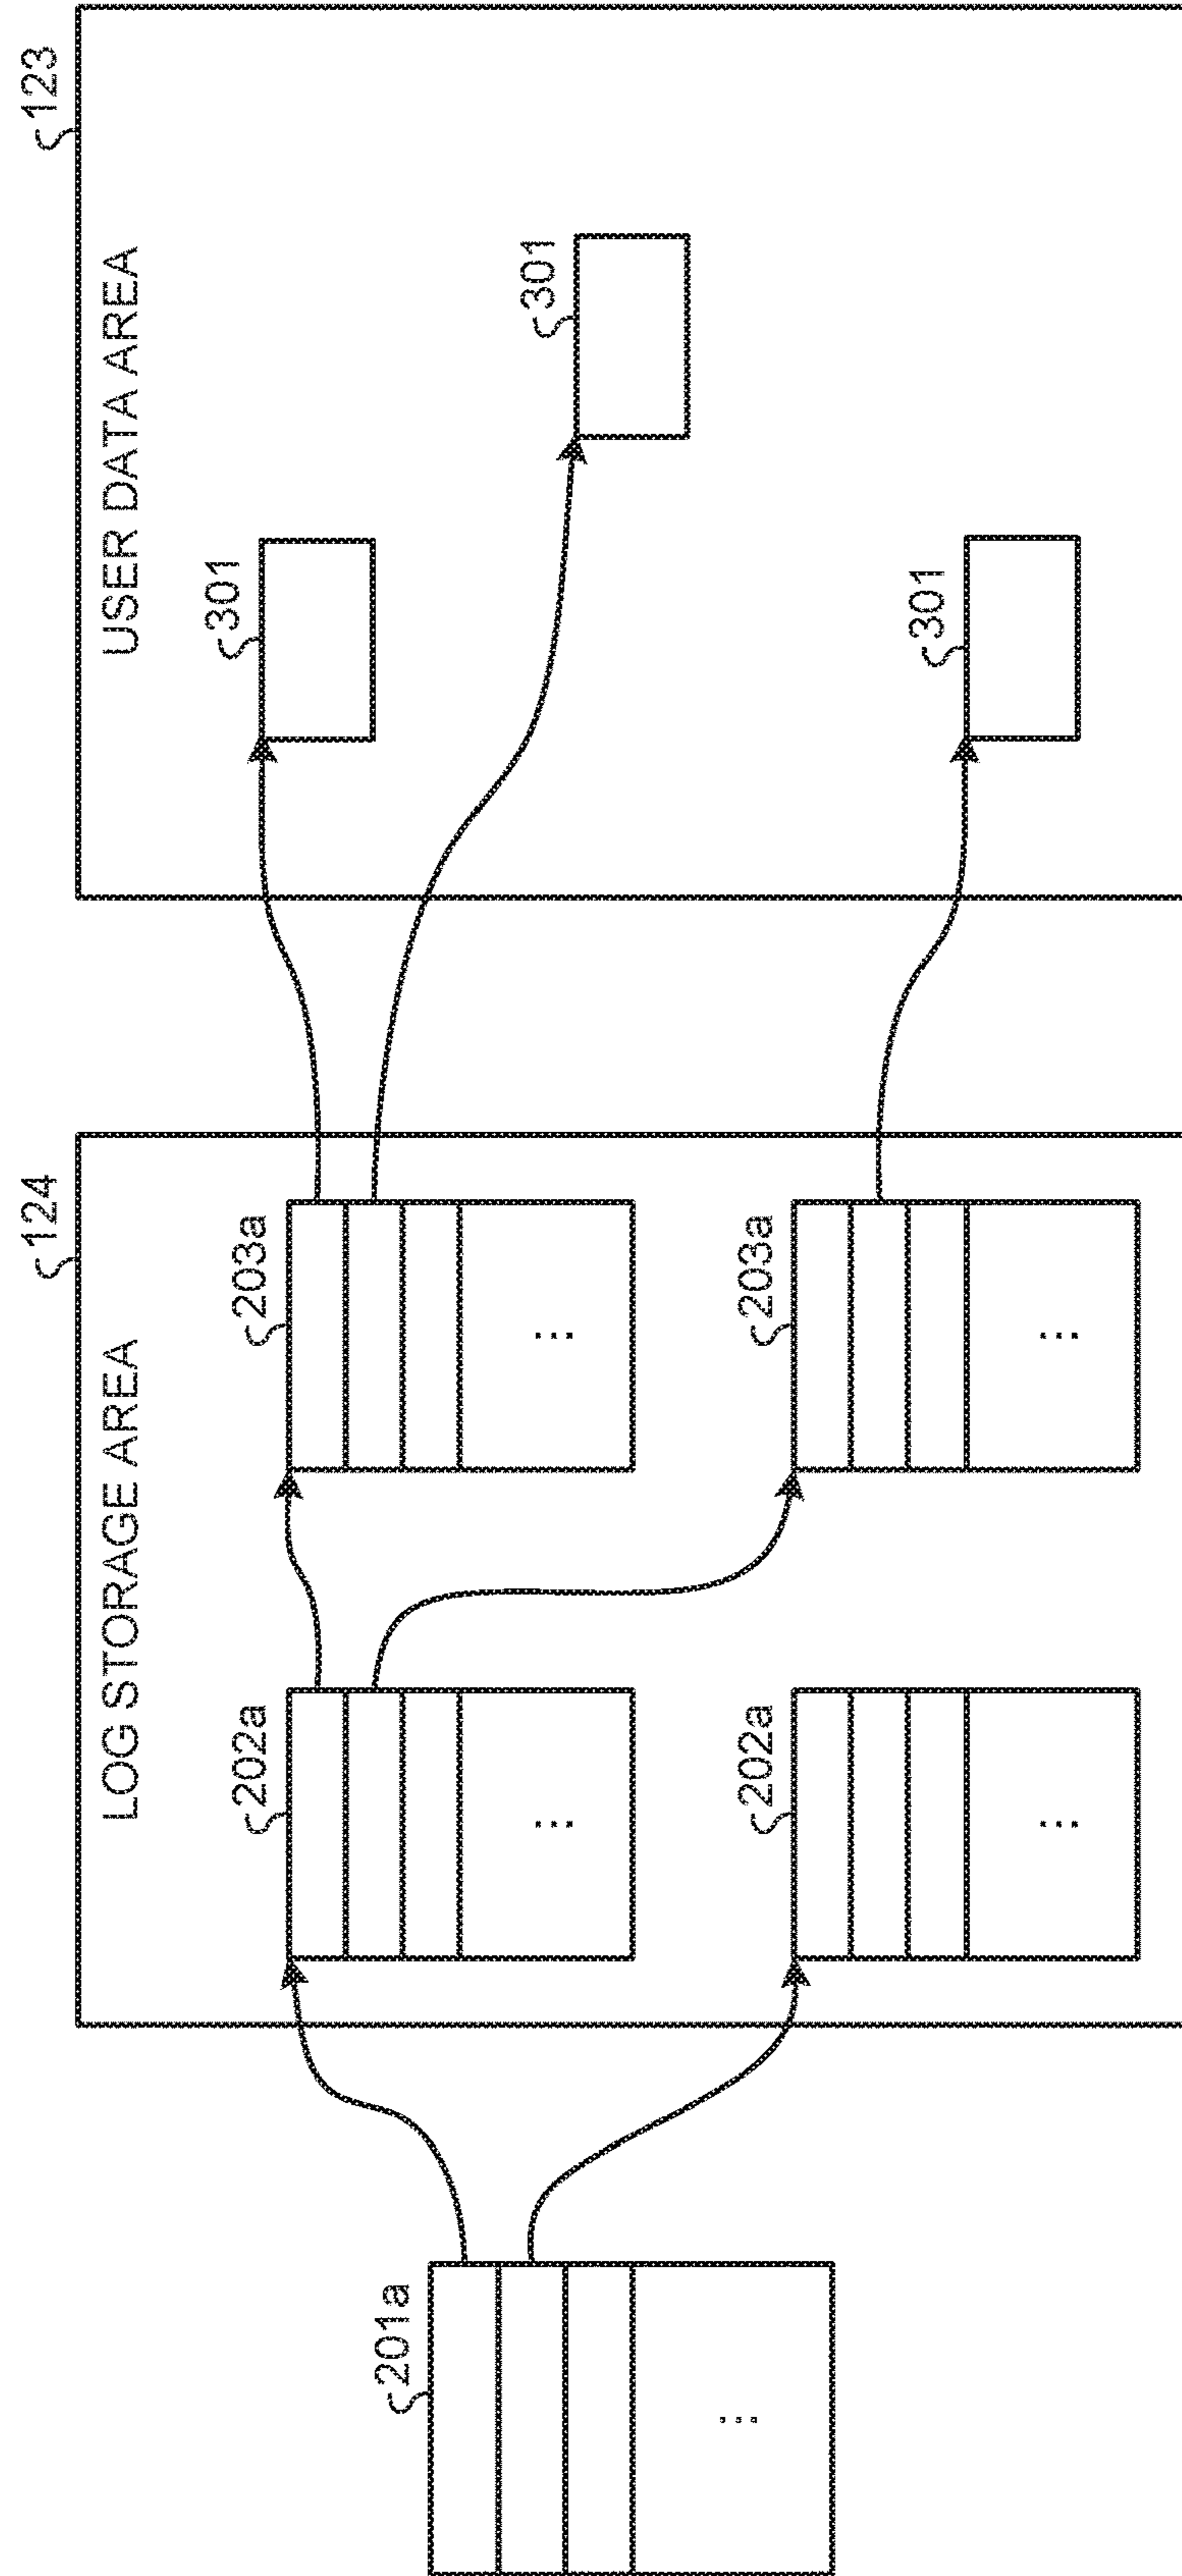 124
123
LOG STORAGE AREA
USER DATA AREA
201a
202a
203a
301
301
202a
203a
301
...
...
...
...
...